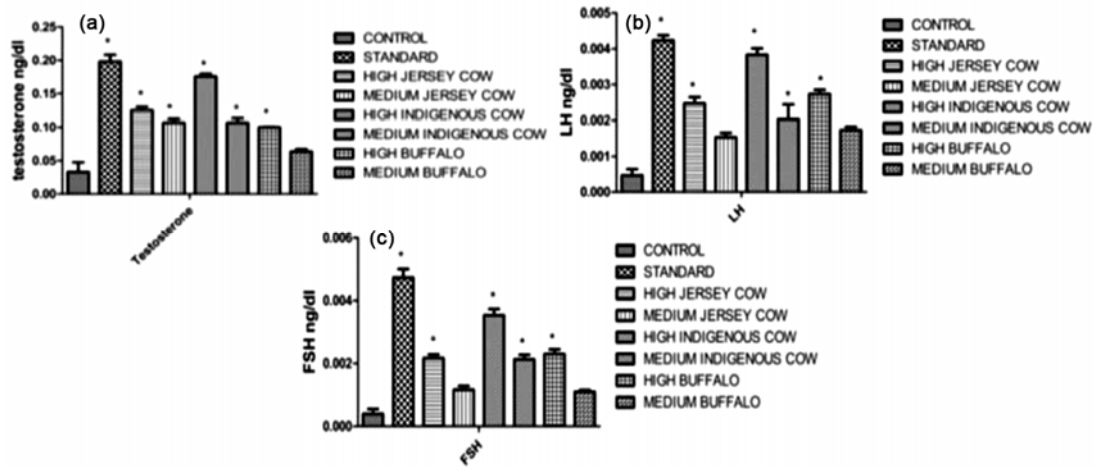 (a)
testosterone ng/dl
0.25
0.20
0.15
0.10
0.05
0.00
*
*
*
*
*
*
Testosterone
CONTROL
STANDARD
HIGH JERSEY COW
MEDIUM JERSEY COW
HIGH INDIGENOUS COW
MEDIUM INDIGENOUS COW
HIGH BUFFALO
MEDIUM BUFFALO
(b)
LH ng/dl
0.005
0.004
0.003
0.002
0.001
0.000
*
*
*
*
*
LH
CONTROL
STANDARD
HIGH JERSEY COW
MEDIUM JERSEY COW
HIGH INDIGENOUS COW
MEDIUM INDIGENOUS COW
HIGH BUFFALO
MEDIUM BUFFALO
(c)
FSH ng/dl
0.006
0.004
0.002
0.000
*
*
*
*
*
FSH
CONTROL
STANDARD
HIGH JERSEY COW
MEDIUM JERSEY COW
HIGH INDIGENOUS COW
MEDIUM INDIGENOUS COW
HIGH BUFFALO
MEDIUM BUFFALO